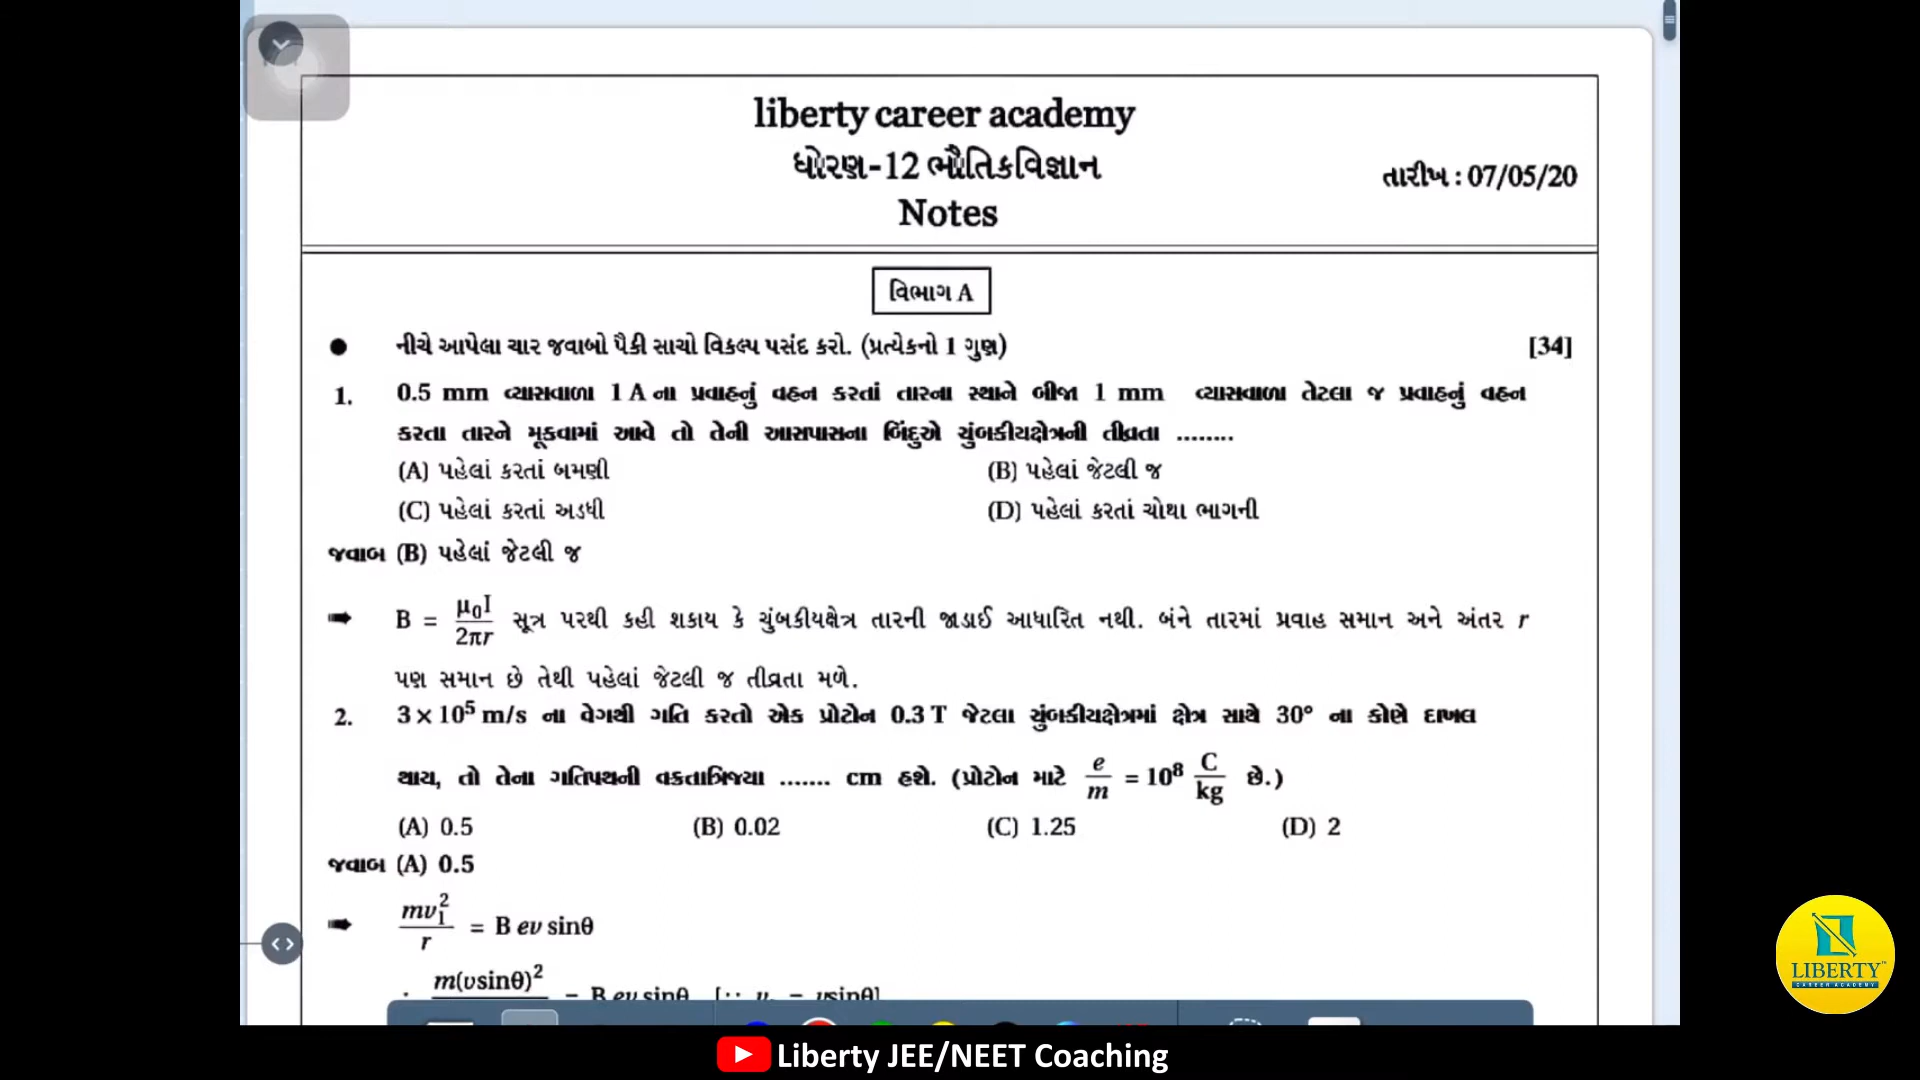 liberty career academy
ધોરણ-12 ભૌતિકવિજ્ઞાન
તારીખ : 07/05/20
Notes
વિભાગ A
● નીચે આપેલા ચાર જવાબો પૈકી સાચો વિકલ્પ પસંદ કરો. (પ્રત્યેકનો 1 ગુણ) [34]
1. 0.5 mm વ્યાસવાળા 1 A ના પ્રવાહનું વહન કરતાં તારના સ્થાને બીજા 1 mm વ્યાસવાળા તેટલા જ પ્રવાહનું વહન
કરતા તારને મૂકવામાં આવે તો તેની આસપાસના બિંદુએ ચુંબકીયક્ષેત્રની તીવ્રતા ........
(A) પહેલાં કરતાં બમણી (B) પહેલાં જેટલી જ
(C) પહેલાં કરતાં અડધી (D) પહેલાં કરતાં ચોથા ભાગની
જવાબ (B) પહેલાં જેટલી જ
➡ B = μ₀I / 2πr સૂત્ર પરથી કહી શકાય કે ચુંબકીયક્ષેત્ર તારની જાડાઈ આધારિત નથી. બંને તારમાં પ્રવાહ સમાન અને અંતર r
પણ સમાન છે તેથી પહેલાં જેટલી જ તીવ્રતા મળે.
2. 3 × 10⁵ m/s ના વેગથી ગતિ કરતો એક પ્રોટોન 0.3 T જેટલા ચુંબકીયક્ષેત્રમાં ક્ષેત્ર સાથે 30° ના કોણે દાખલ
થાય, તો તેના ગતિપથની વક્રતાત્રિજ્યા ....... cm હશે. (પ્રોટોન માટે e/m = 10⁸ C/kg છે.)
(A) 0.5 (B) 0.02 (C) 1.25 (D) 2
જવાબ (A) 0.5
➡ mv₁²/r = B ev sinθ
m(υsinθ)²
LIBERTY™
CAREER ACADEMY
Liberty JEE/NEET Coaching